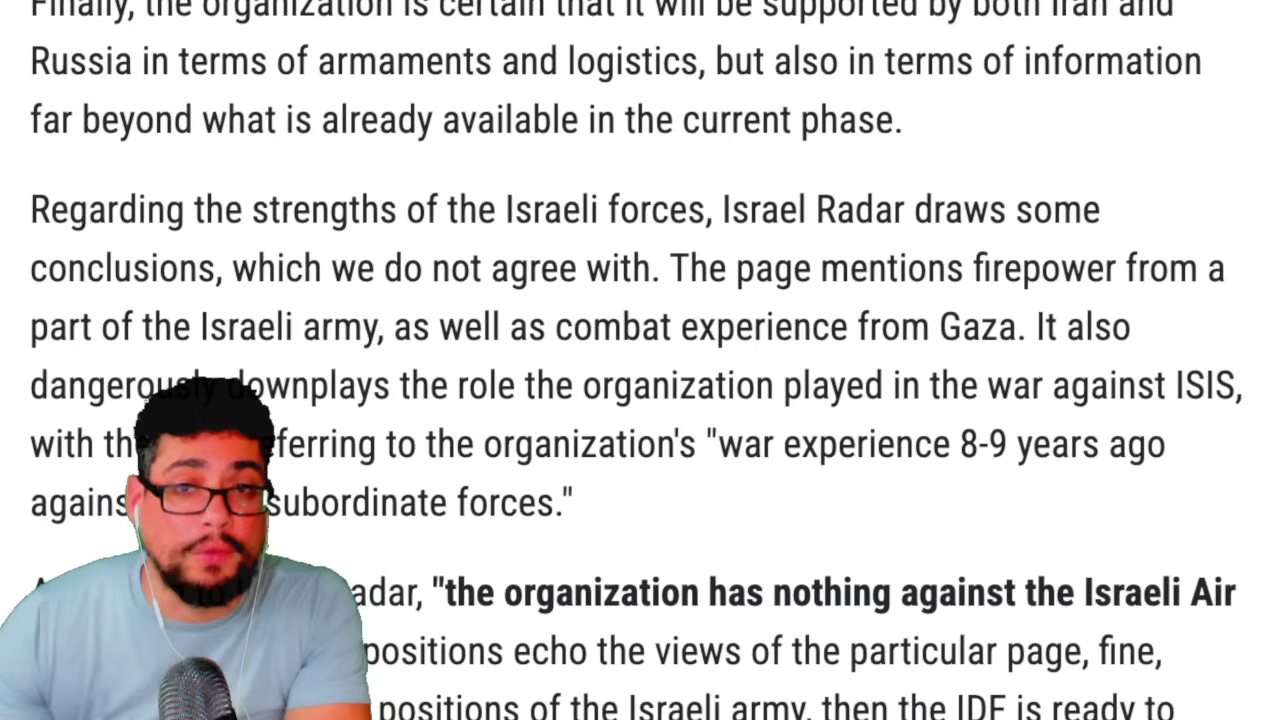 Finally, the organization is certain that it will be supported by both Iran and
Russia in terms of armaments and logistics, but also in terms of information
far beyond what is already available in the current phase.
Regarding the strengths of the Israeli forces, Israel Radar draws some
conclusions, which we do not agree with. The page mentions firepower from a
part of the Israeli army, as well as combat experience from Gaza. It also
dangerously downplays the role the organization played in the war against ISIS,
with eferring to the organization's "war experience 8-9 years ago
agains subordinate forces."
adar, "the organization has nothing against the Israeli Air
positions echo the views of the particular page, fine,
positions of the Israeli army, then the IDF is ready to